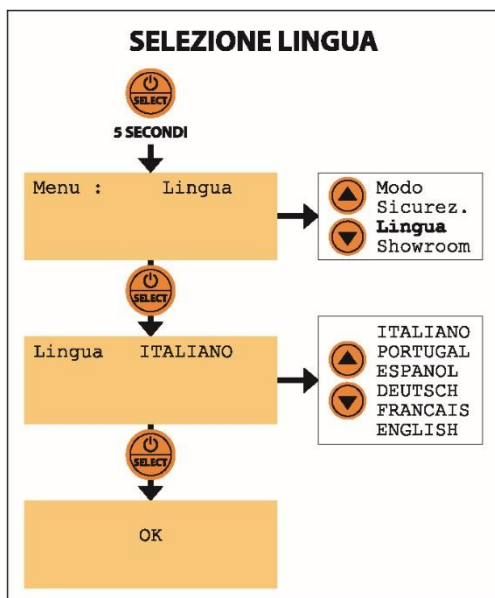 SELEZIONE LINGUA
SELECT
5 SECONDI
Menu : Lingua
Modo
Sicurez.
Lingua
Showroom
SELECT
Lingua ITALIANO
ITALIANO
PORTUGAL
ESPANOL
DEUTSCH
FRANCAIS
ENGLISH
SELECT
OK